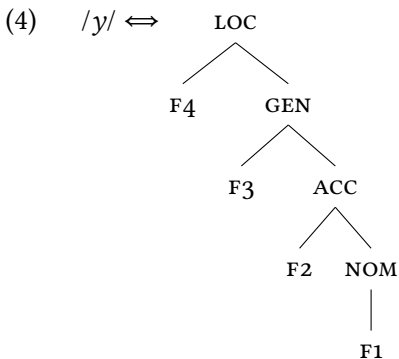 (4) /y/ ⇔ LOC
F4 GEN
F3 ACC
F2 NOM
F1